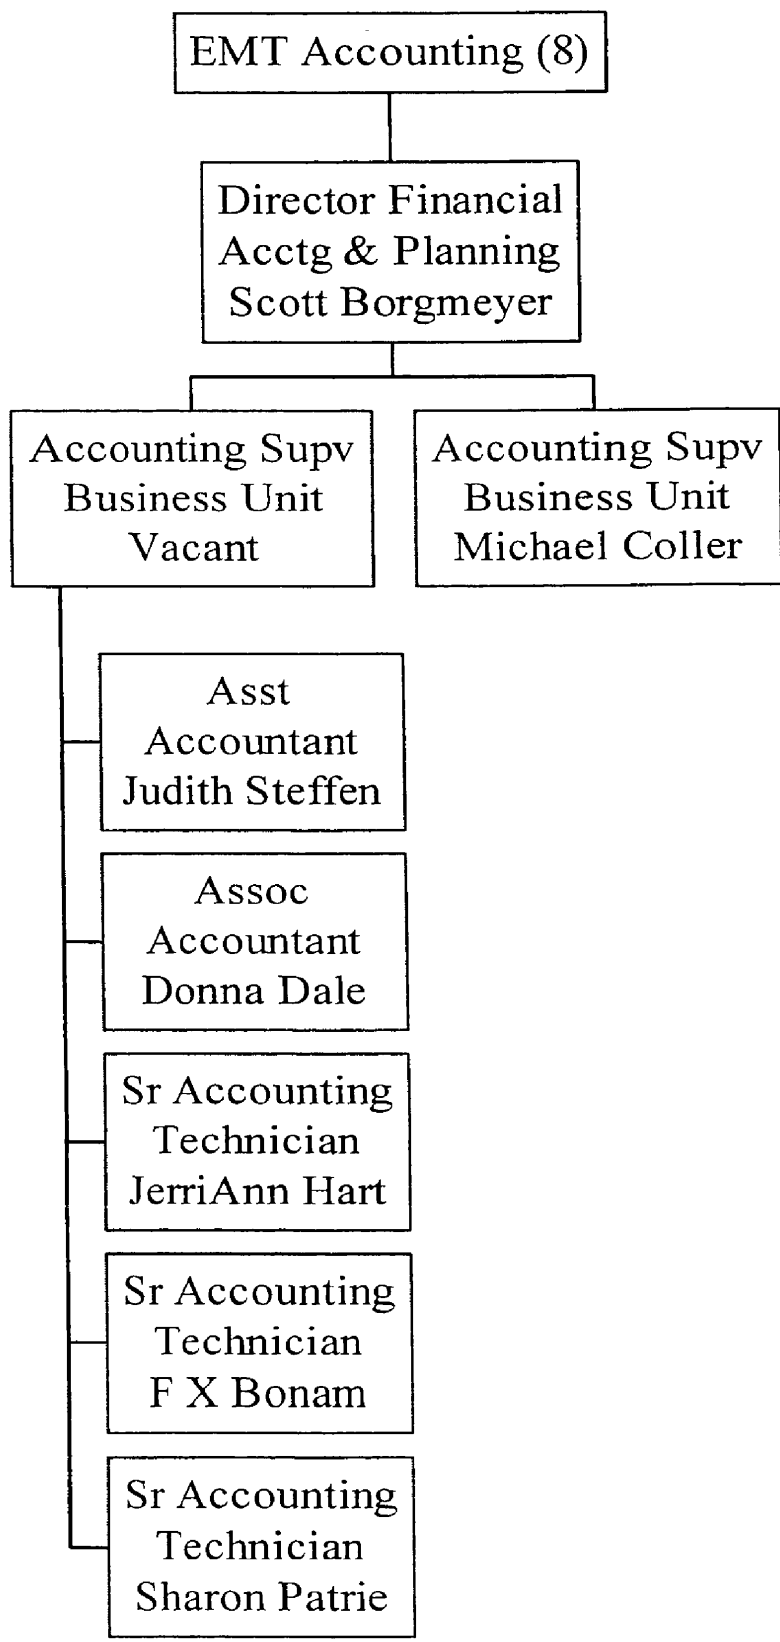 EMT Accounting (8)
Director Financial
Acctg & Planning
Scott Borgmeyer
Accounting Supv
Business Unit
Vacant
Accounting Supv
Business Unit
Michael Coller
Asst
Accountant
Judith Steffen
Assoc
Accountant
Donna Dale
Sr Accounting
Technician
JerriAnn Hart
Sr Accounting
Technician
F X Bonam
Sr Accounting
Technician
Sharon Patrie